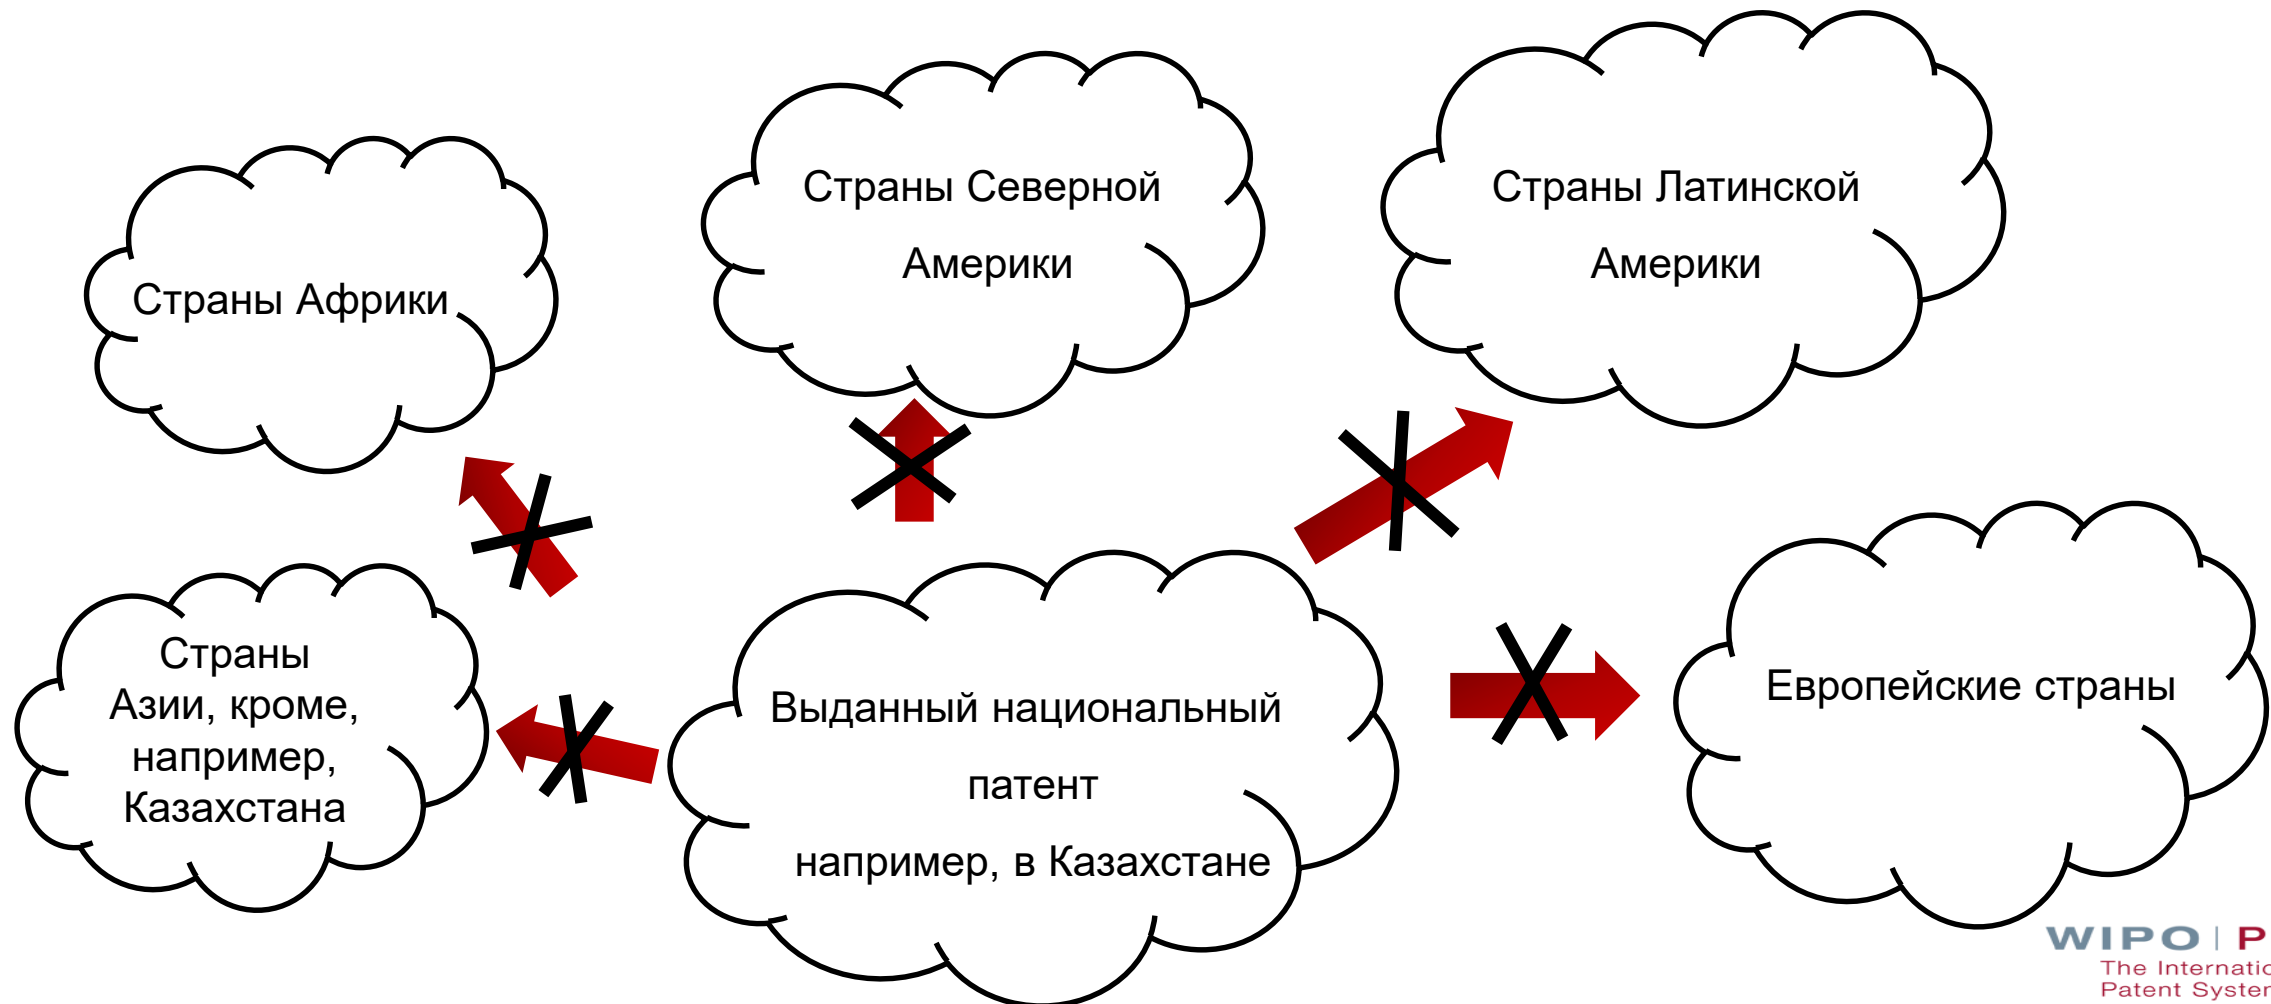 Страны Африки
Страны Северной
Америки
Страны Латинской
Америки
Страны
Азии, кроме,
например,
Казахстана
Выданный национальный
патент
например, в Казахстане
Европейские страны
WIPO | P
The Internatio
Patent System